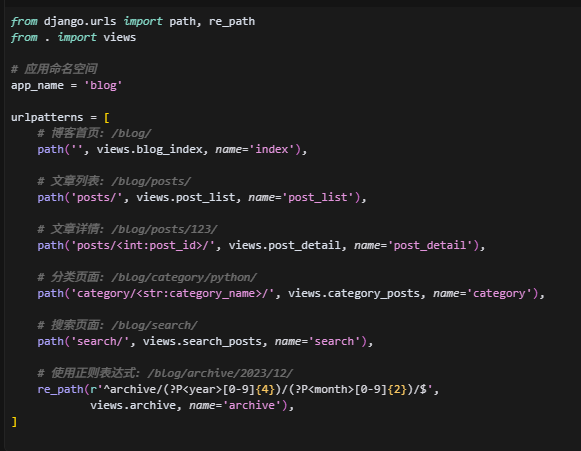 from django.urls import path, re_path
from . import views
# 应用命名空间
app_name = 'blog'
urlpatterns = [
# 博客首页: /blog/
path('', views.blog_index, name='index'),
# 文章列表: /blog/posts/
path('posts/', views.post_list, name='post_list'),
# 文章详情: /blog/posts/123/
path('posts/<int:post_id>/', views.post_detail, name='post_detail'),
# 分类页面: /blog/category/python/
path('category/<str:category_name>/', views.category_posts, name='category'),
# 搜索页面: /blog/search/
path('search/', views.search_posts, name='search'),
# 使用正则表达式: /blog/archive/2023/12/
re_path(r'^archive/(?P<year>[0-9]{4})/(?P<month>[0-9]{2})/$',
views.archive, name='archive'),
]